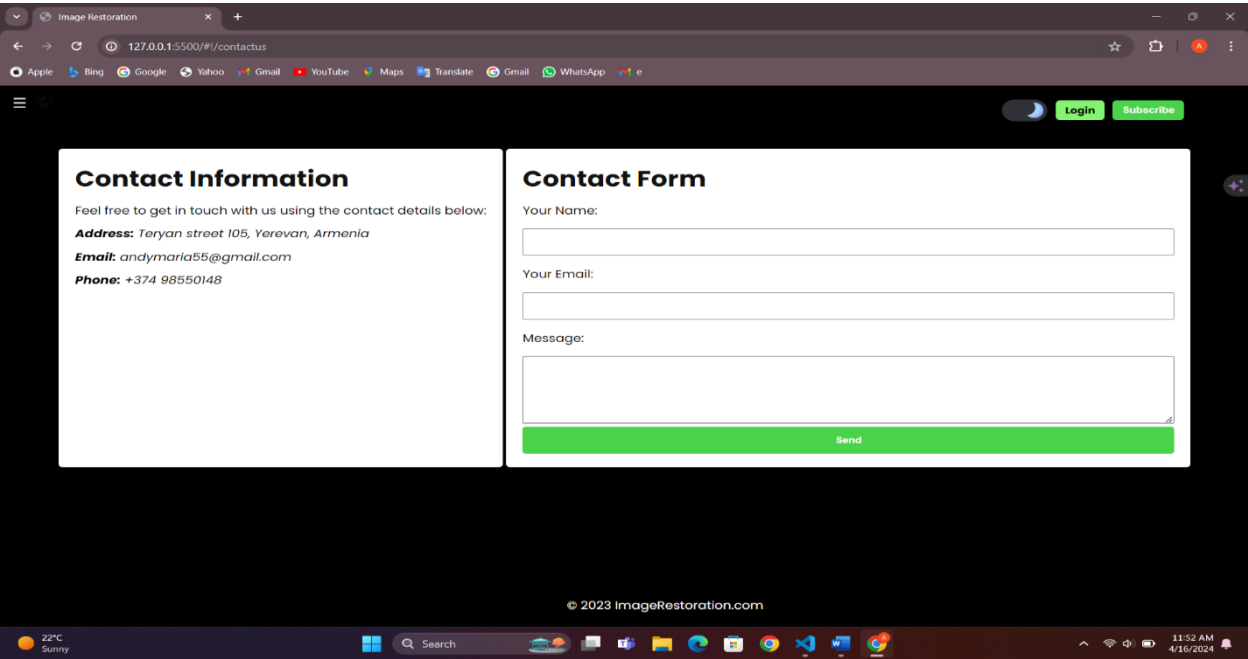 Image Restoration
127.0.0.1:5500/#!/contactus
A
Apple Bing Google Yahoo Gmail YouTube Maps Translate Gmail WhatsApp e
Login Subscribe
Contact Information
Feel free to get in touch with us using the contact details below:
Address: Teryan street 105, Yerevan, Armenia
Email: andymaria55@gmail.com
Phone: +374 98550148
Contact Form
Your Name:
Your Email:
Message:
Send
© 2023 ImageRestoration.com
22°C
Sunny
Search
11:52 AM
4/16/2024